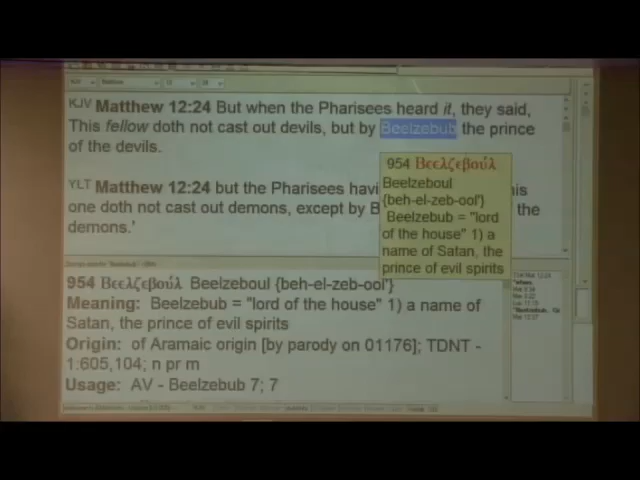 KJV Matthew 12:24 But when the Pharisees heard it, they said,
This fellow doth not cast out devils, but by Beelzebub the prince
of the devils.
YLT Matthew 12:24 but the Pharisees
one doth not cast out demons, except by the
demons.'
954 Βεελζεβούλ
Beelzeboul
{beh-el-zeb-ool'}
Beelzebub = "lord
of the house" 1) a
name of Satan, the
prince of evil spirits
954 Βεελζεβούλ Beelzeboul {beh-el-zeb-ool'}
Meaning: Beelzebub = "lord of the house" 1) a name of
Satan, the prince of evil spirits
Origin: of Aramaic origin [by parody on 01176]; TDNT -
1:605,104; n pr m
Usage: AV - Beelzebub 7; 7